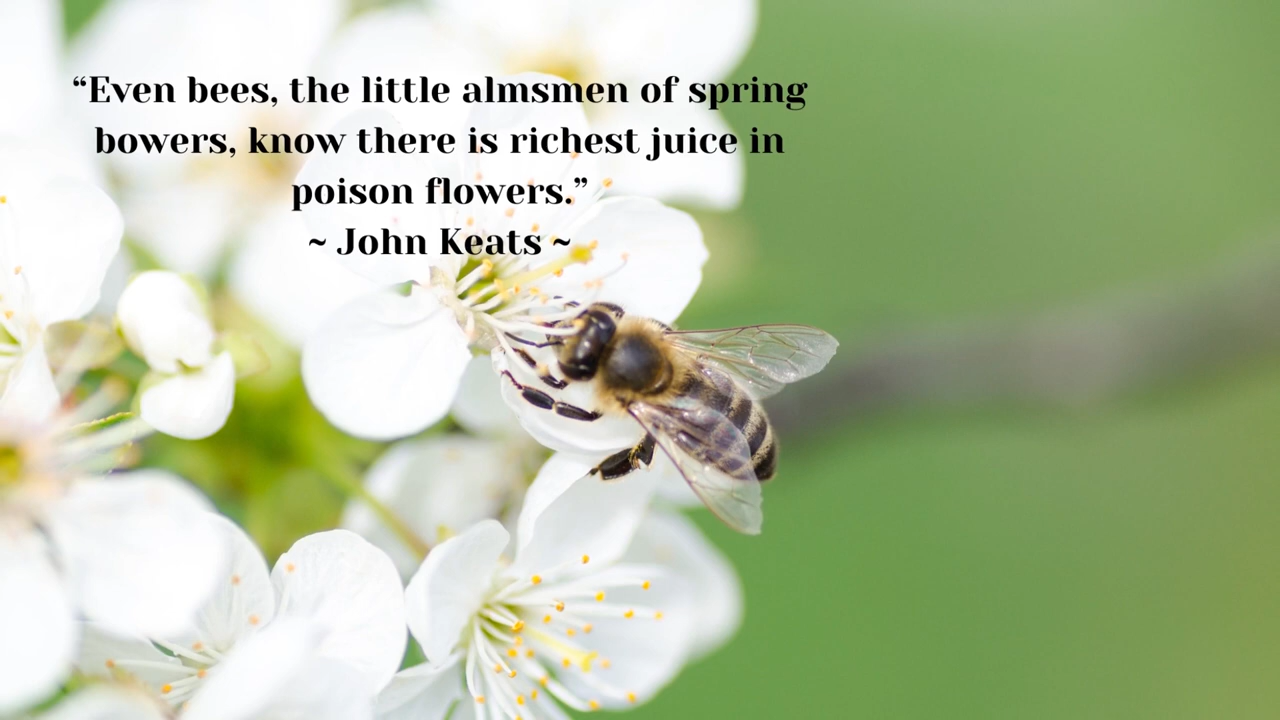 “Even bees, the little almsmen of spring
bowers, know there is richest juice in
poison flowers.”
~ John Keats ~